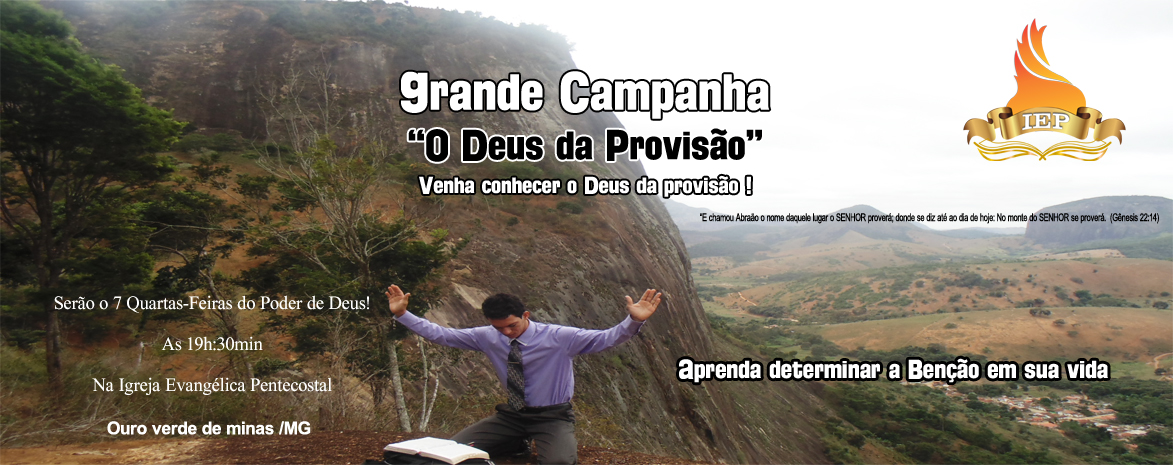 grande Campanha
“O Deus da Provisão”
Venha conhecer o Deus da provisão !
IEP
"E chamou Abraão o nome daquele lugar o SENHOR proverá; donde se diz até ao dia de hoje: No monte do SENHOR se proverá. (Gênesis 22:14)
Serão o 7 Quartas-Feiras do Poder de Deus!
As 19h:30min
Na Igreja Evangélica Pentecostal
Ouro verde de minas /MG
aprenda determinar a Benção em sua vida